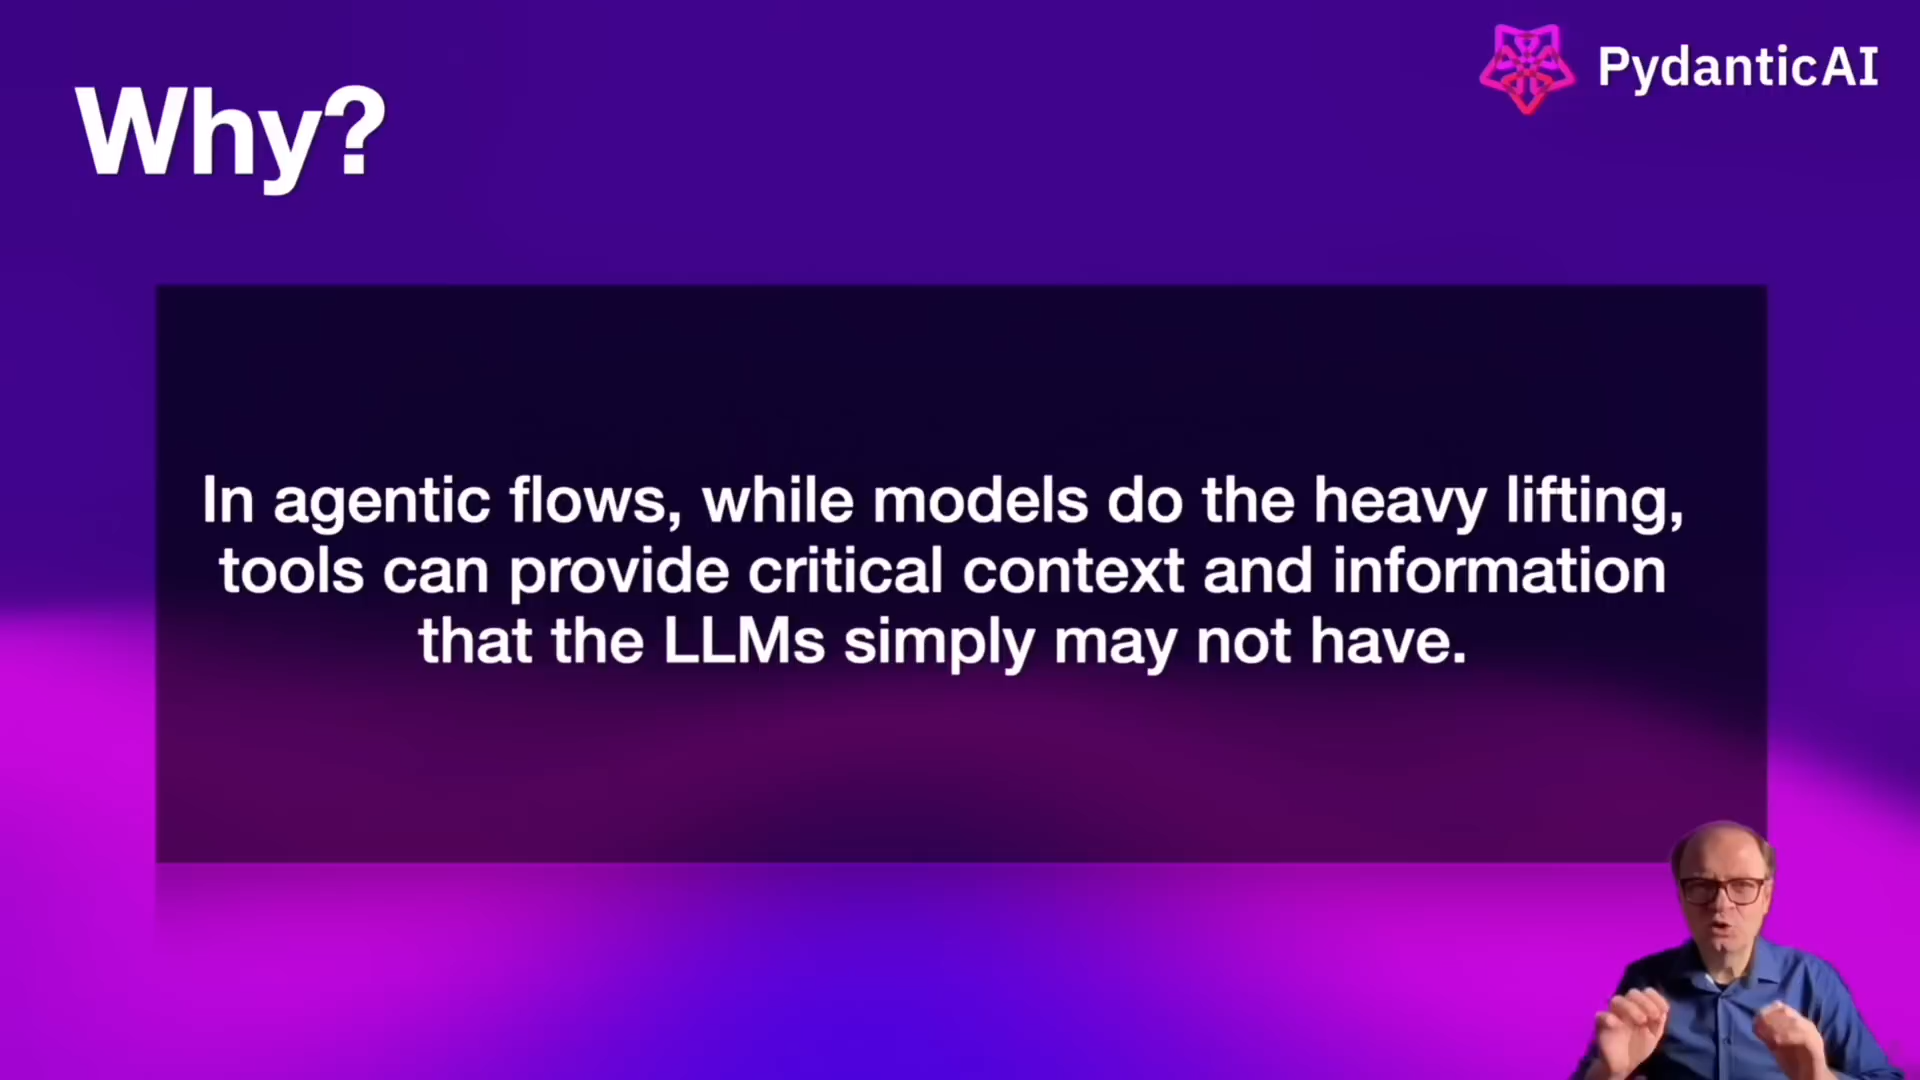 Why?
PydanticAI
In agentic flows, while models do the heavy lifting,
tools can provide critical context and information
that the LLMs simply may not have.